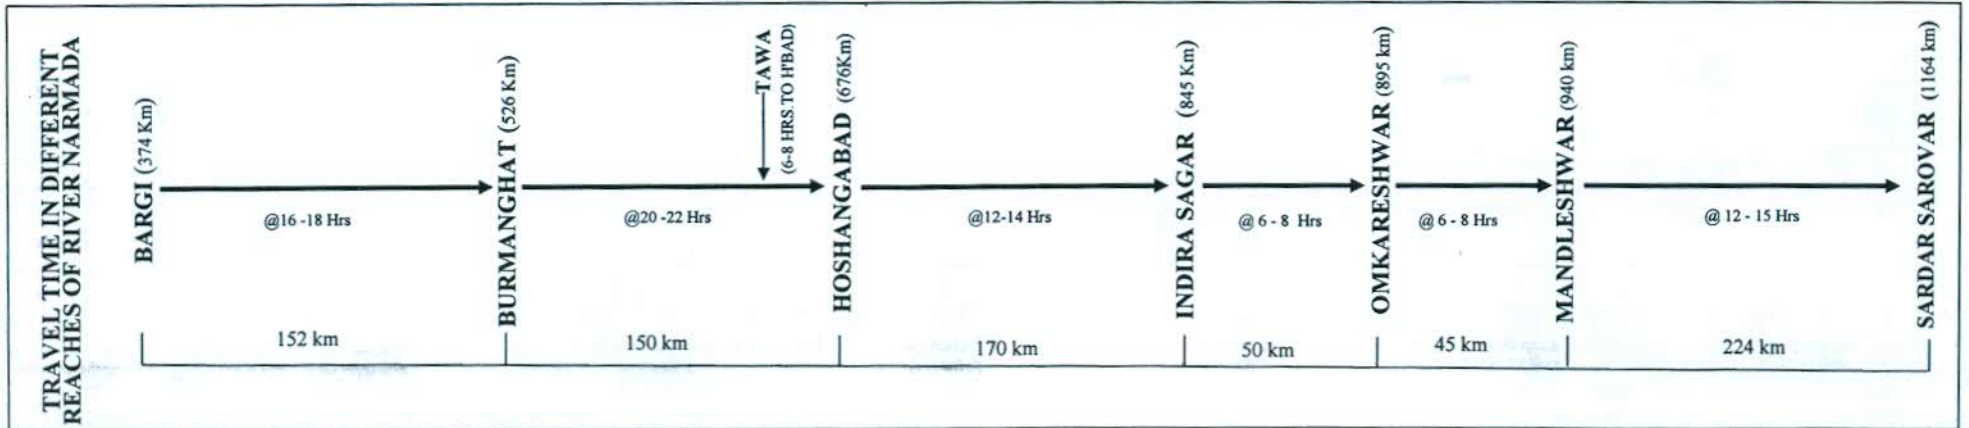 TRAVEL TIME IN DIFFERENT
REACHES OF RIVER NARMADA
BARGI (374 Km)
@16 -18 Hrs
BURMANGHAT (526 Km)
@20 -22 Hrs
TAWA
(6-8 HRS.TO H'BAD)
HOSHANGABAD (676Km)
@12-14 Hrs
INDIRA SAGAR (845 Km)
@ 6 - 8 Hrs
OMKARESHWAR (895 km)
@ 6 - 8 Hrs
MANDLESHWAR (940 km)
@ 12 - 15 Hrs
SARDAR SAROVAR (1164 km)
152 km
150 km
170 km
50 km
45 km
224 km